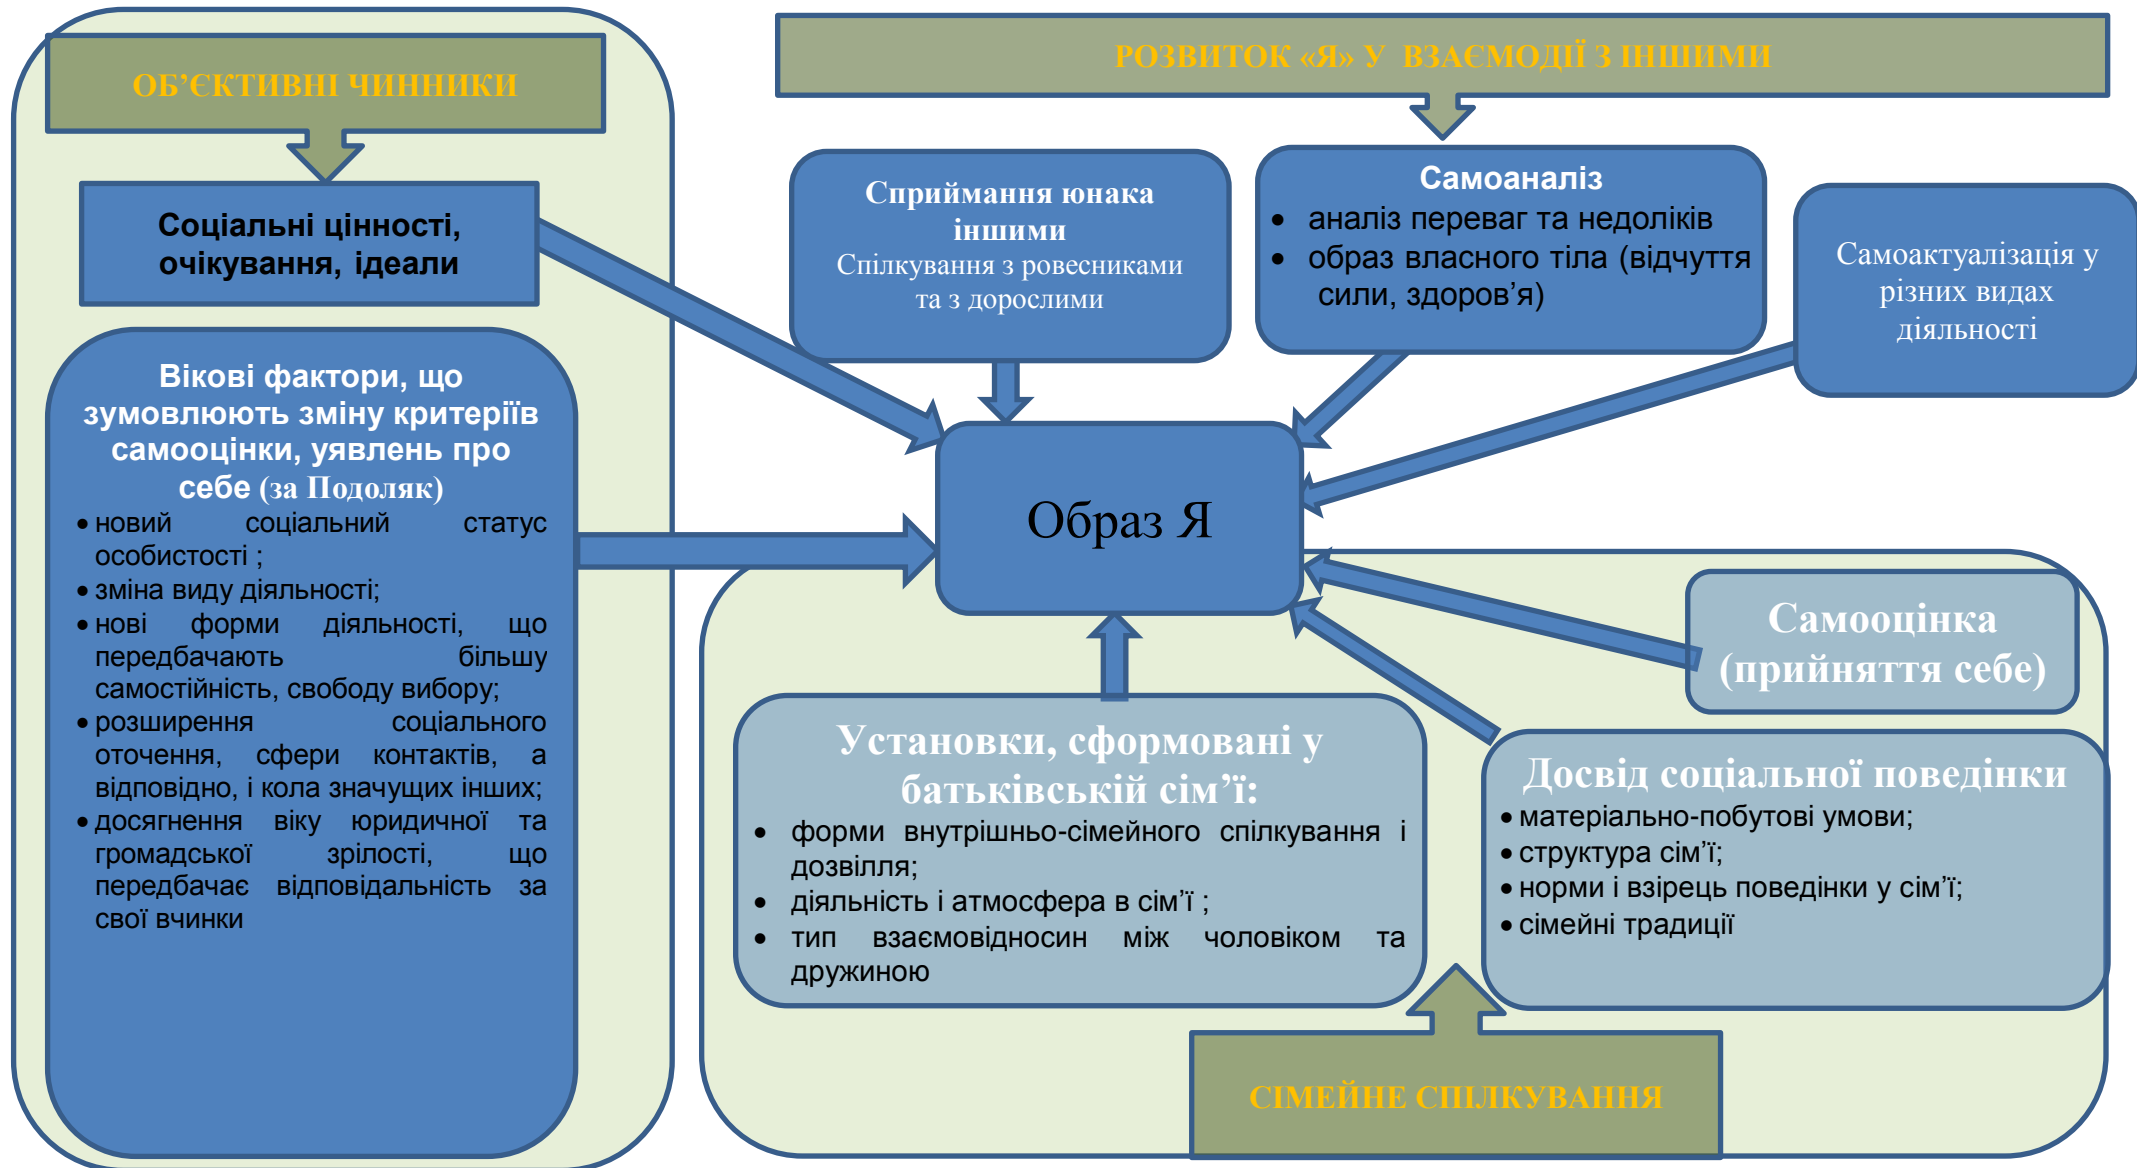 ОБ’ЄКТИВНІ ЧИННИКИ
Соціальні цінності,
очікування, ідеали
Вікові фактори, що
зумовлюють зміну критеріїв
самооцінки, уявлень про
себе (за Подоляк)
• новий соціальний статус
особистості ;
• зміна виду діяльності;
• нові форми діяльності, що
передбачають більшу
самостійність, свободу вибору;
• розширення соціального
оточення, сфери контактів, а
відповідно, і кола значущих інших;
• досягнення віку юридичної та
громадської зрілості, що
передбачає відповідальність за
свої вчинки
РОЗВИТОК «Я» У ВЗАЄМОДІЇ З ІНШИМИ
Сприймання юнака
іншими
Спілкування з ровесниками
та з дорослими
Самоаналіз
• аналіз переваг та недоліків
• образ власного тіла (відчуття
сили, здоров’я)
Самоактуалізація у
різних видах
діяльності
Образ Я
Самооцінка
(прийняття себе)
Установки, сформовані у
батьківській сім’ї:
• форми внутрішньо-сімейного спілкування і
дозвілля;
• діяльність і атмосфера в сім’ї ;
• тип взаємовідносин між чоловіком та
дружиною
Досвід соціальної поведінки
• матеріально-побутові умови;
• структура сім’ї;
• норми і взірець поведінки у сім’ї;
• сімейні традиції
СІМЕЙНЕ СПІЛКУВАННЯ